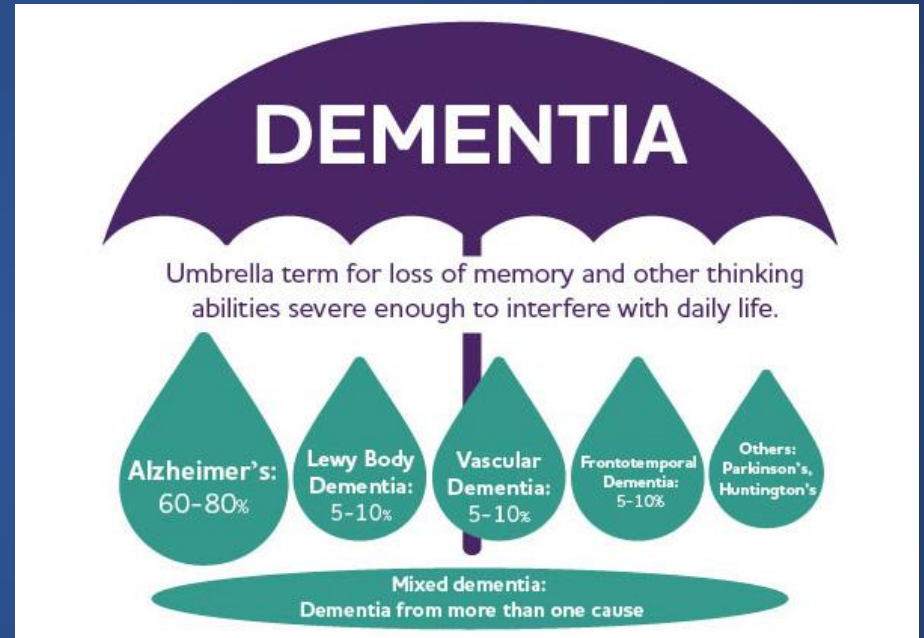 DEMENTIA
Umbrella term for loss of memory and other thinking
abilities severe enough to interfere with daily life.
Alzheimer's:
60-80%
Lewy Body
Dementia:
5-10%
Vascular
Dementia:
5-10%
Frontotemporal
Dementia:
5-10%
Others:
Parkinson's,
Huntington's
Mixed dementia:
Dementia from more than one cause